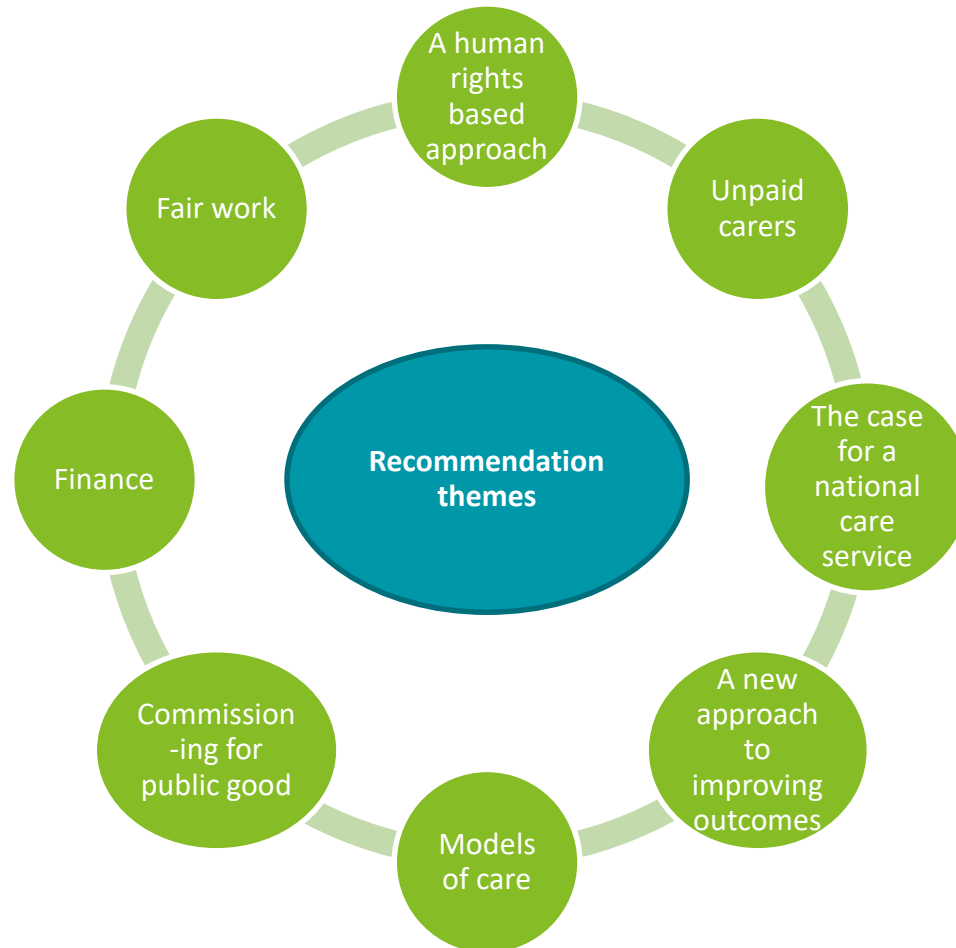 A human
rights
based
approach
Unpaid
carers
The case
for a
national
care
service
A new
approach
to
improving
outcomes
Models
of care
Commission
-ing for
public good
Finance
Fair work
Recommendation
themes